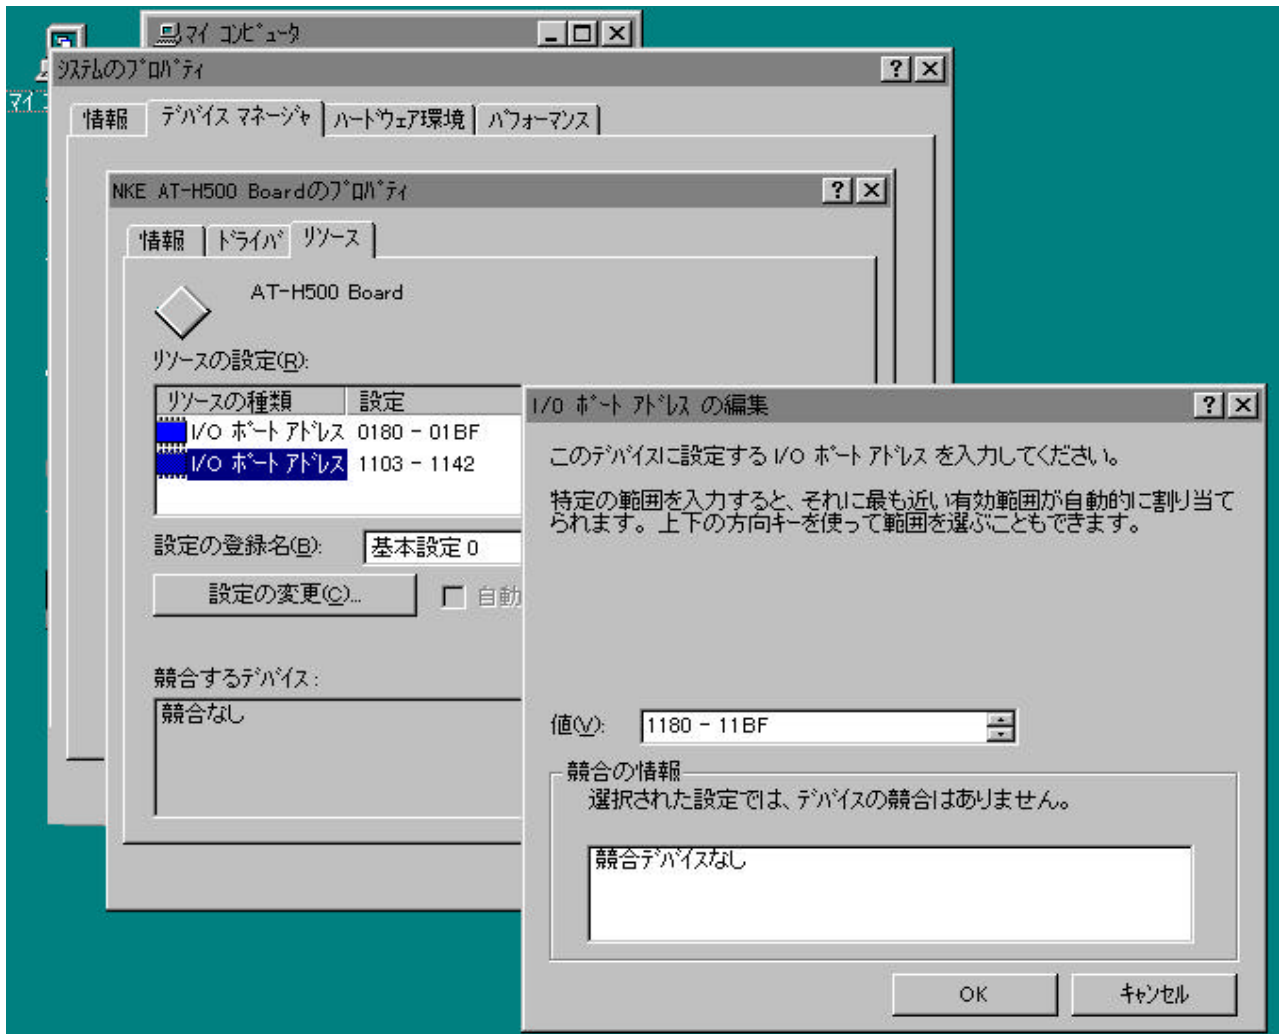 マイ コンピュータ
マイ コ
システムのプロパティ
情報
デバイス マネージャ
ハードウェア環境
パフォーマンス
NKE AT-H500 Boardのプロパティ
情報
ドライバ
リソース
AT-H500 Board
リソースの設定(R):
リソースの種類
設定
I/O ポート アドレス 0180 - 01BF
I/O ポート アドレス 1103 - 1142
設定の登録名(B):
基本設定 0
設定の変更(C)...
自動
競合するデバイス:
競合なし
I/O ポート アドレス の編集
このデバイスに設定する I/O ポート アドレス を入力してください。
特定の範囲を入力すると、それに最も近い有効範囲が自動的に割り当て
られます。上下の方向キーを使って範囲を選ぶこともできます。
値(V):
1180 - 11BF
競合の情報
選択された設定では、デバイスの競合はありません。
競合デバイスなし
OK
キャンセル